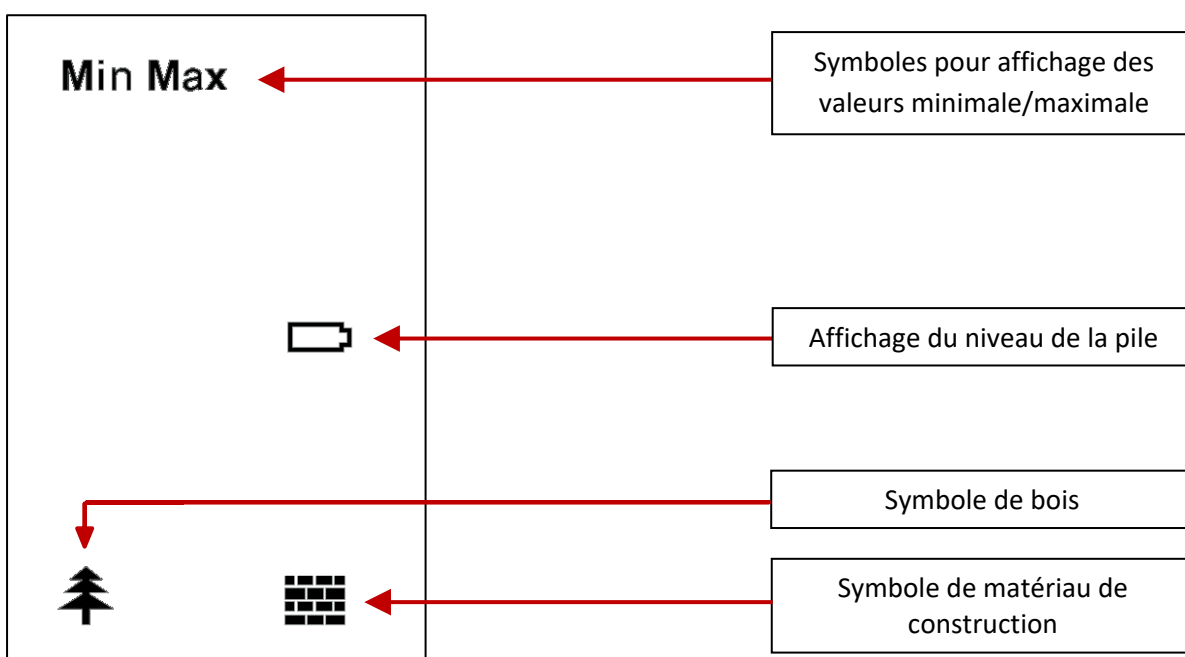 Min Max
Symboles pour affichage des
valeurs minimale/maximale
Affichage du niveau de la pile
Symbole de bois
Symbole de matëriau de
construction